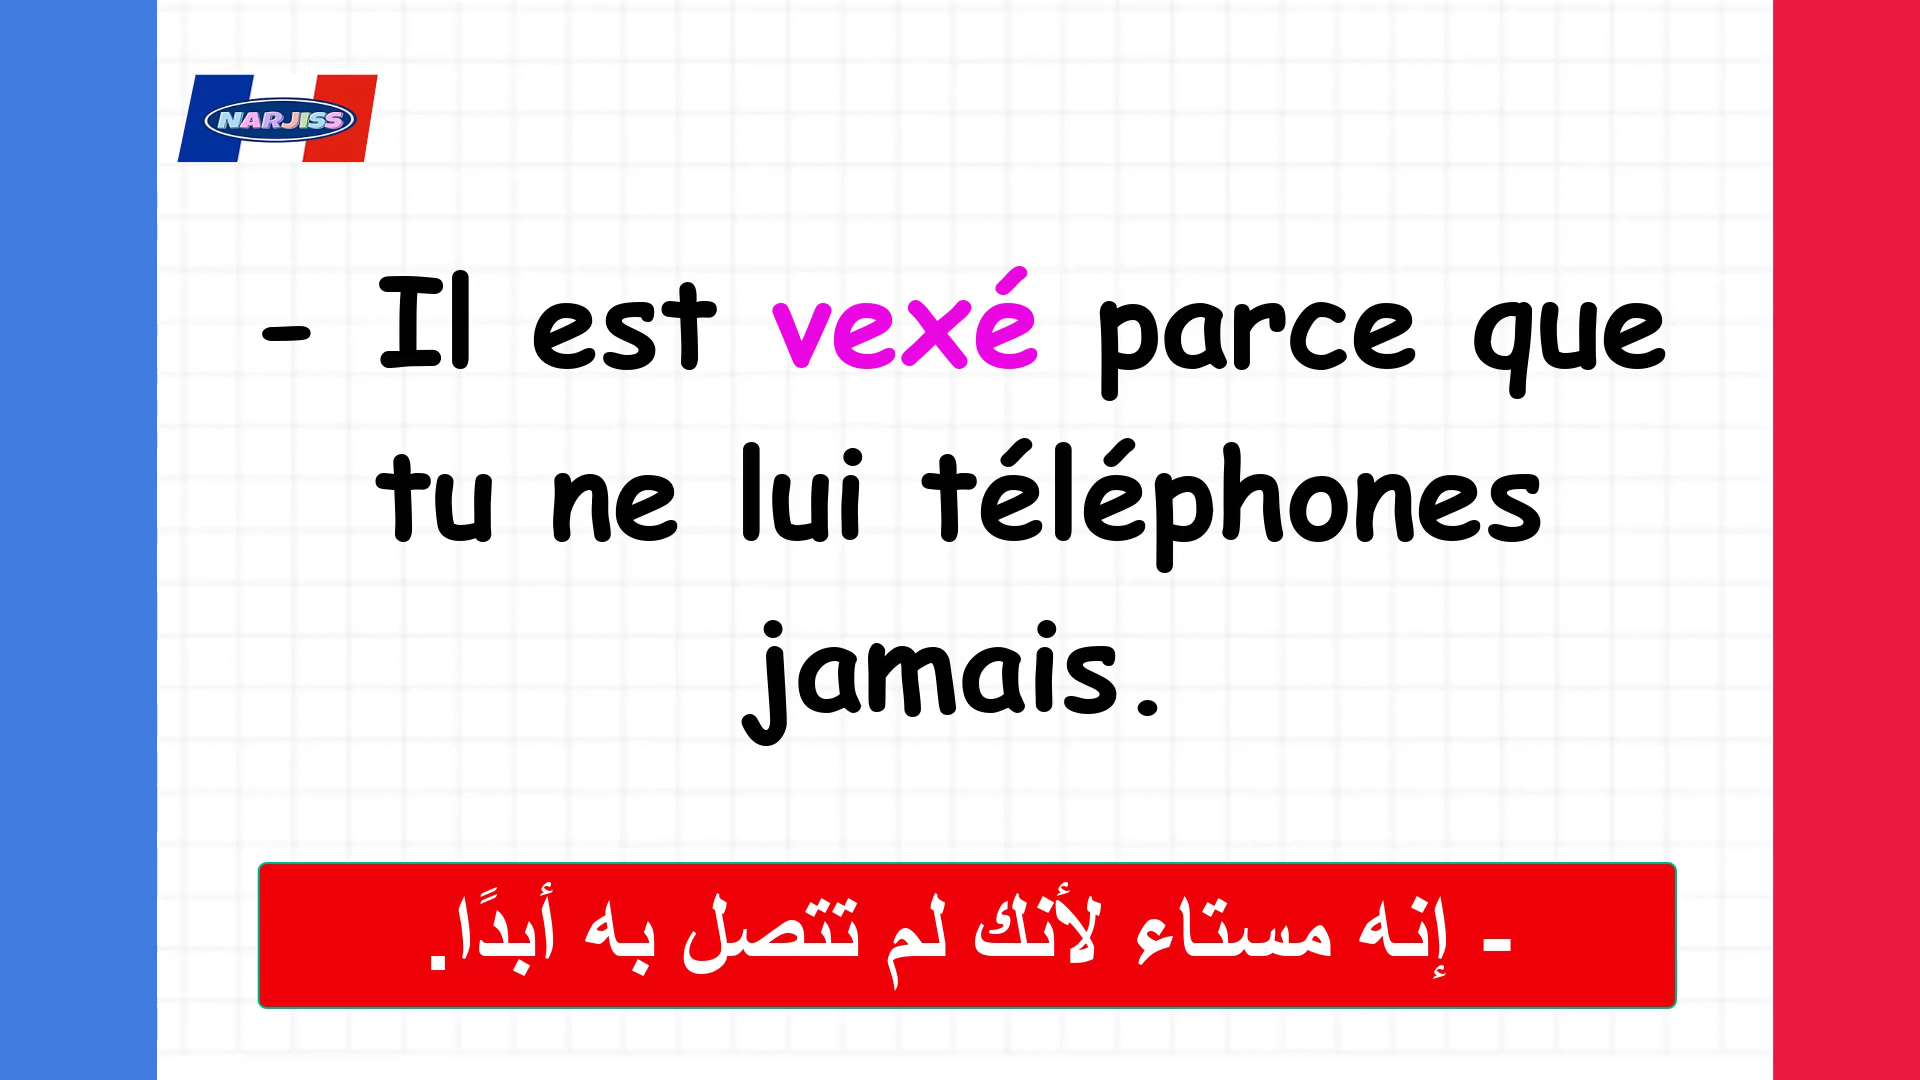 NARJISS
- Il est vexé parce que
tu ne lui téléphones
jamais.
- إنه مستاء لأنك لم تتصل به أبدًا.